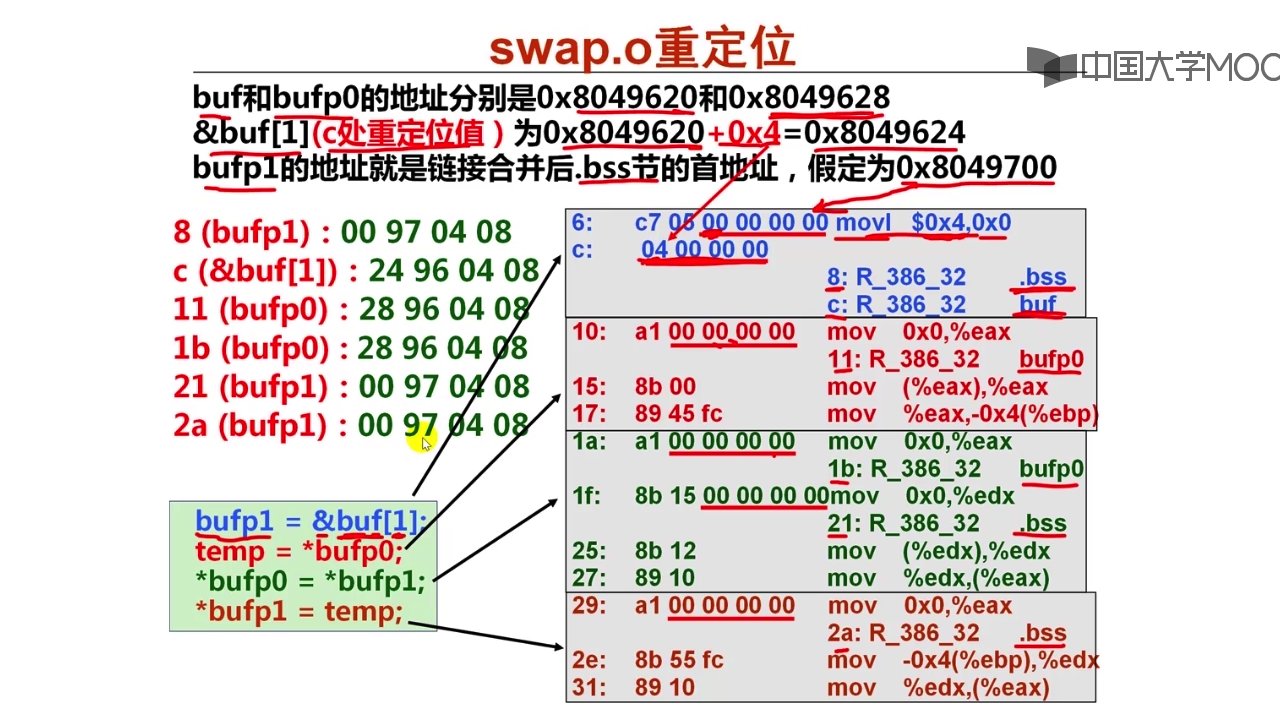 swap.o重定位
中国大学MOO
buf和bufp0的地址分别是0x8049620和0x8049628
&buf[1](c处重定位值）为0x8049620+0x4=0x8049624
bufp1的地址就是链接合并后.bss节的首地址，假定为0x8049700
8 (bufp1)：00 97 04 08
c (&buf[1])：24 96 04 08
11 (bufp0)：28 96 04 08
1b (bufp0)：28 96 04 08
21 (bufp1)：00 97 04 08
2a (bufp1)：00 97 04 08
bufp1 = &buf[1];
temp = *bufp0;
*bufp0 = *bufp1;
*bufp1 = temp;
6: c7 05 00 00 00 00 movl $0x4,0x0
c: 04 00 00 00
8: R_386_32 .bss
c: R_386_32 buf
10: a1 00 00 00 00 mov 0x0,%eax
11: R_386_32 bufp0
15: 8b 00 mov (%eax),%eax
17: 89 45 fc mov %eax,-0x4(%ebp)
1a: a1 00 00 00 00 mov 0x0,%eax
1b: R_386_32 bufp0
1f: 8b 15 00 00 00 00mov 0x0,%edx
21: R_386_32 .bss
25: 8b 12 mov (%edx),%edx
27: 89 10 mov %edx,(%eax)
29: a1 00 00 00 00 mov 0x0,%eax
2a: R_386_32 .bss
2e: 8b 55 fc mov -0x4(%ebp),%edx
31: 89 10 mov %edx,(%eax)